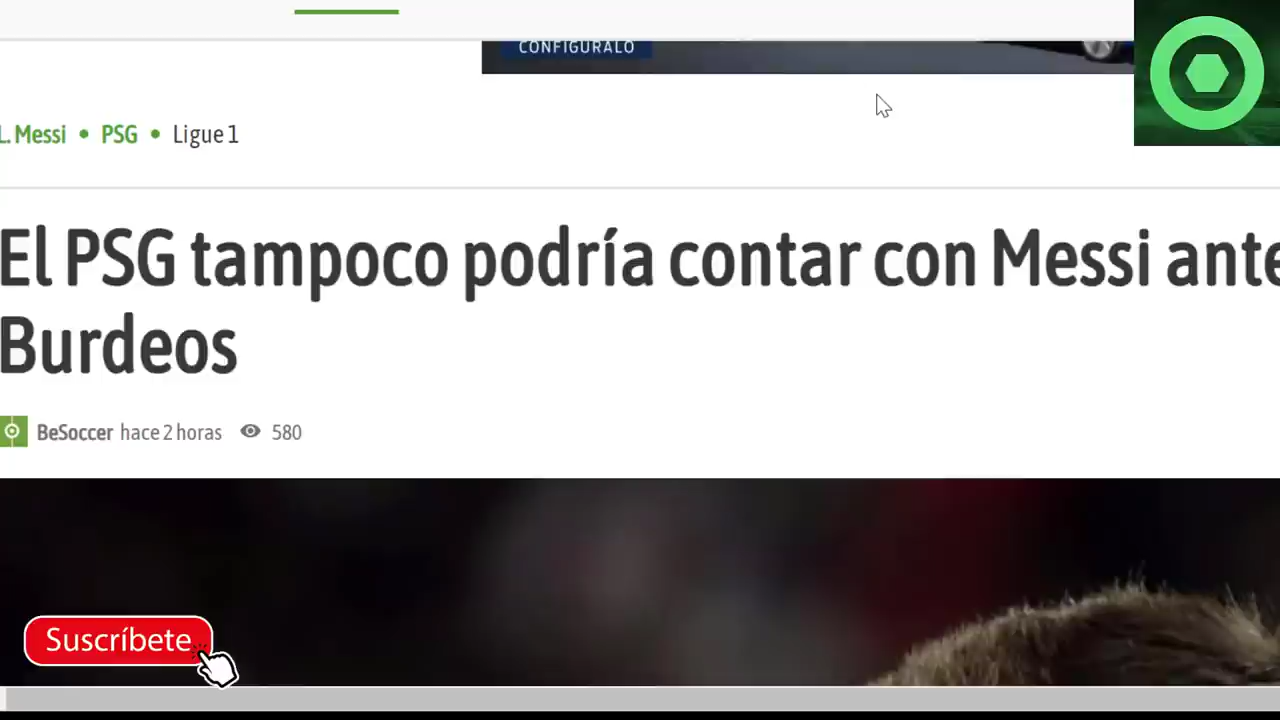 CONFIGÚRALO
L. Messi • PSG • Ligue 1
El PSG tampoco podría contar con Messi ante
Burdeos
BeSoccer hace 2 horas 580
Suscríbete